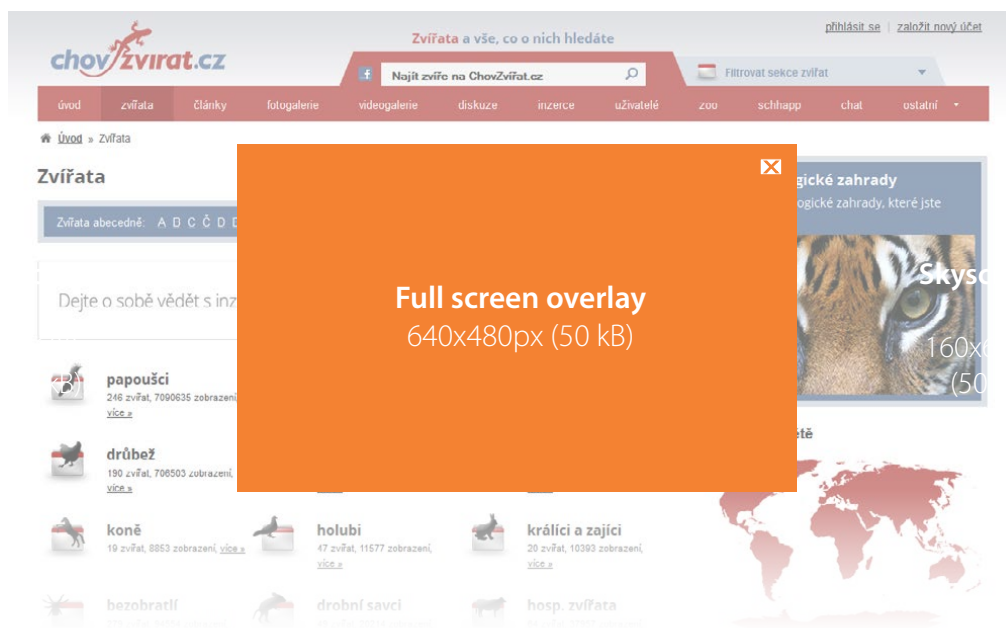 přihlásit se | založit nový účet
chovzvirat.cz
Zvířata a vše, co o nich hledáte
Najít zvíře na ChovZvířat.cz
Filtrovat sekce zvířat
úvod zvířata články fotogalerie videogalerie diskuze inzerce uživatelé zoo schhapp chat ostatní
Úvod » Zvířata
Zvířata
gické zahrady
ogické zahrady, které jste
Zvířata abecedně: A D C Č D
Skysc
Dejte o sobě vědět s inz
Full screen overlay
640x480px (50 kB)
160x6
(50
kB)
papoušci
246 zvířat, 7090635 zobrazení,
více »
ětě
drůbež
190 zvířat, 706503 zobrazení,
více »
koně
19 zvířat, 8853 zobrazení, více »
holubi
47 zvířat, 11577 zobrazení,
více »
králíci a zajíci
20 zvířat, 10393 zobrazení,
více »
bezobratlí
drobní savci
hosp. zvířata